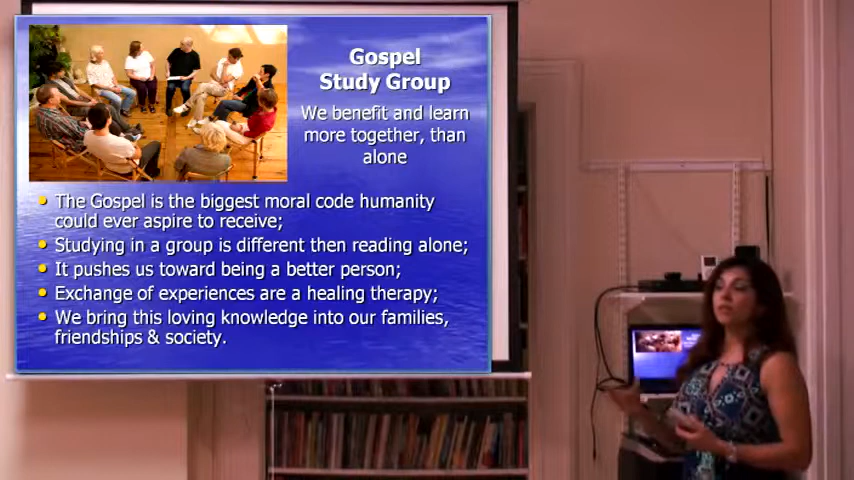 Gospel
Study Group
We benefit and learn
more together, than
alone
• The Gospel is the biggest moral code humanity
could ever aspire to receive;
• Studying in a group is different then reading alone;
• It pushes us toward being a better person;
• Exchange of experiences are a healing therapy;
• We bring this loving knowledge into our families,
friendships & society.